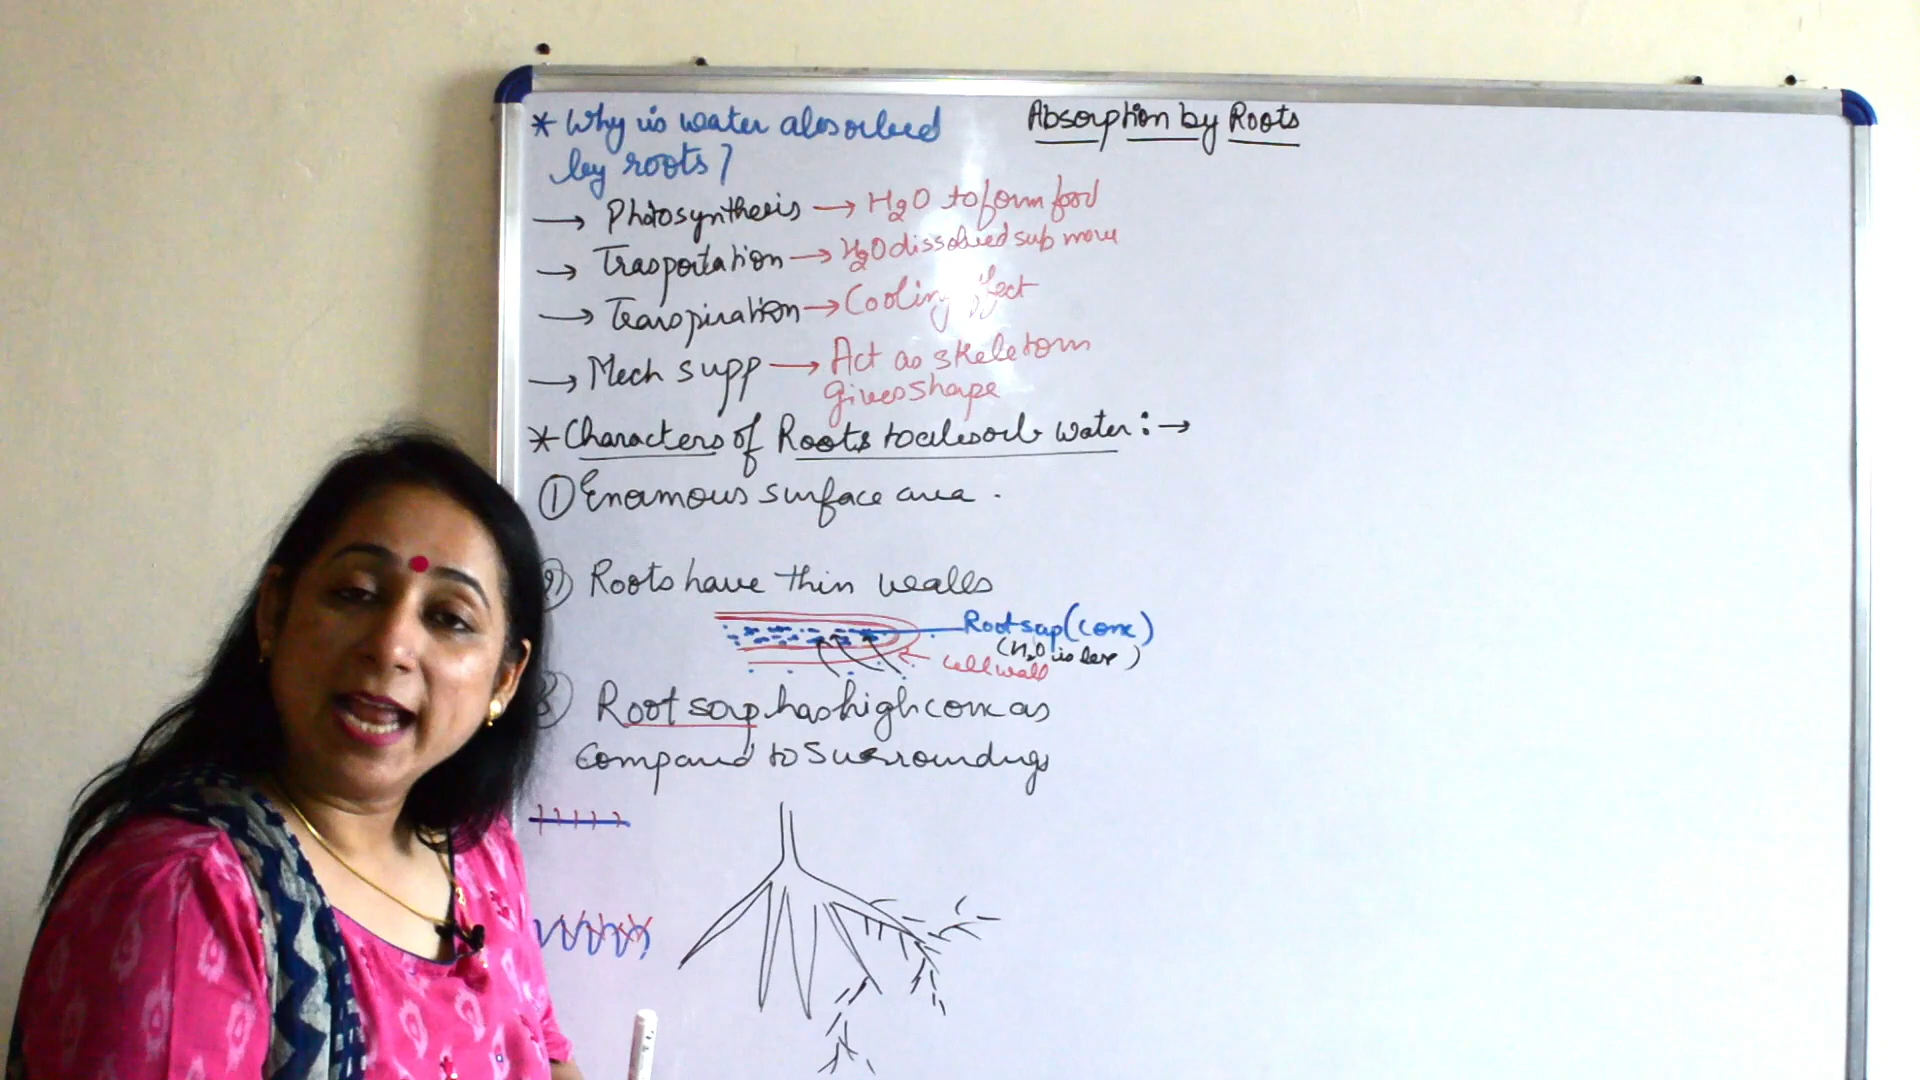 Absorption by Roots
* Why is water absorbed
by roots?
→ Photosynthesis → H2O to form food
→ Trasportation → H2O dissolved sub move
→ Transpiration → Cooling effect
→ Mech supp → Act as skeletom
gives shape
* Characters of Roots to absorb water :→
① Enormous surface area .
② Roots have thin walls
Root sap (conc)
(H2O is less)
cell wall
③ Root sap has high conc as
Compared to Surroundings